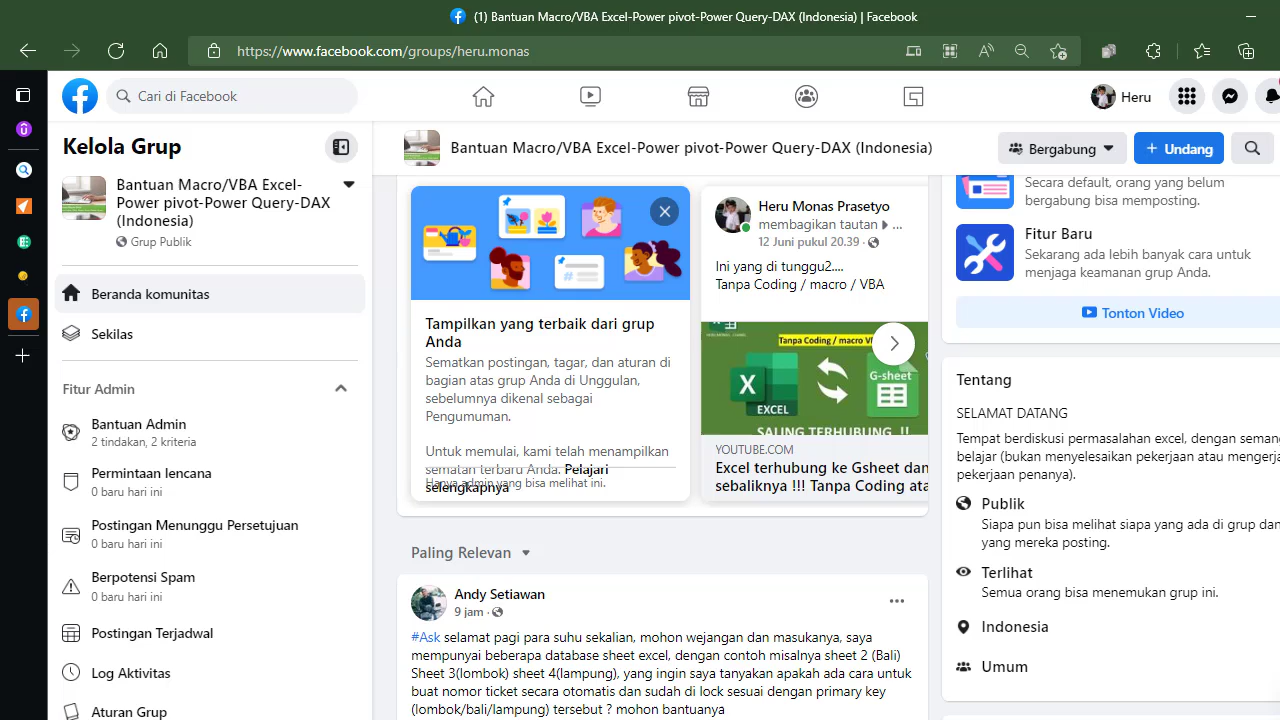 (1) Bantuan Macro/VBA Excel-Power pivot-Power Query-DAX (Indonesia) | Facebook
https://www.facebook.com/groups/heru.monas
Cari di Facebook
Heru
Kelola Grup
Bantuan Macro/VBA Excel-
Power pivot-Power Query-DAX
(Indonesia)
Grup Publik
Beranda komunitas
Sekilas
Fitur Admin
Bantuan Admin
2 tindakan, 2 kriteria
Permintaan lencana
0 baru hari ini
Postingan Menunggu Persetujuan
0 baru hari ini
Berpotensi Spam
0 baru hari ini
Postingan Terjadwal
Log Aktivitas
Aturan Grup
Bantuan Macro/VBA Excel-Power pivot-Power Query-DAX (Indonesia)
Bergabung
+ Undang
Tampilkan yang terbaik dari grup
Anda
Sematkan postingan, tagar, dan aturan di
bagian atas grup Anda di Unggulan,
sebelumnya dikenal sebagai
Pengumuman.
Untuk memulai, kami telah menampilkan
sematan terbaru Anda. Pelajari
selengkapnya
Hanya admin yang bisa melihat ini.
Heru Monas Prasetyo
membagikan tautan ...
12 Juni pukul 20.39 ·
Ini yang di tunggu2....
Tanpa Coding / macro / VBA
Tanpa Coding / macro
X
EXCEL
G-sheet
SALING TERHUBUNG !!
YOUTUBE.COM
Excel terhubung ke Gsheet dan
sebaliknya !!! Tanpa Coding ata
Paling Relevan
Andy Setiawan
9 jam ·
#Ask selamat pagi para suhu sekalian, mohon wejangan dan masukanya, saya
mempunyai beberapa database sheet excel, dengan contoh misalnya sheet 2 (Bali)
Sheet 3(lombok) sheet 4(lampung), yang ingin saya tanyakan apakah ada cara untuk
buat nomor ticket secara otomatis dan sudah di lock sesuai dengan primary key
(lombok/bali/lampung) tersebut ? mohon bantuanya
Secara default, orang yang belum
bergabung bisa memposting.
Fitur Baru
Sekarang ada lebih banyak cara untuk
menjaga keamanan grup Anda.
Tonton Video
Tentang
SELAMAT DATANG
Tempat berdiskusi permasalahan excel, dengan seman
belajar (bukan menyelesaikan pekerjaan atau mengerja
pekerjaan penanya).
Publik
Siapa pun bisa melihat siapa yang ada di grup dan
yang mereka posting.
Terlihat
Semua orang bisa menemukan grup ini.
Indonesia
Umum